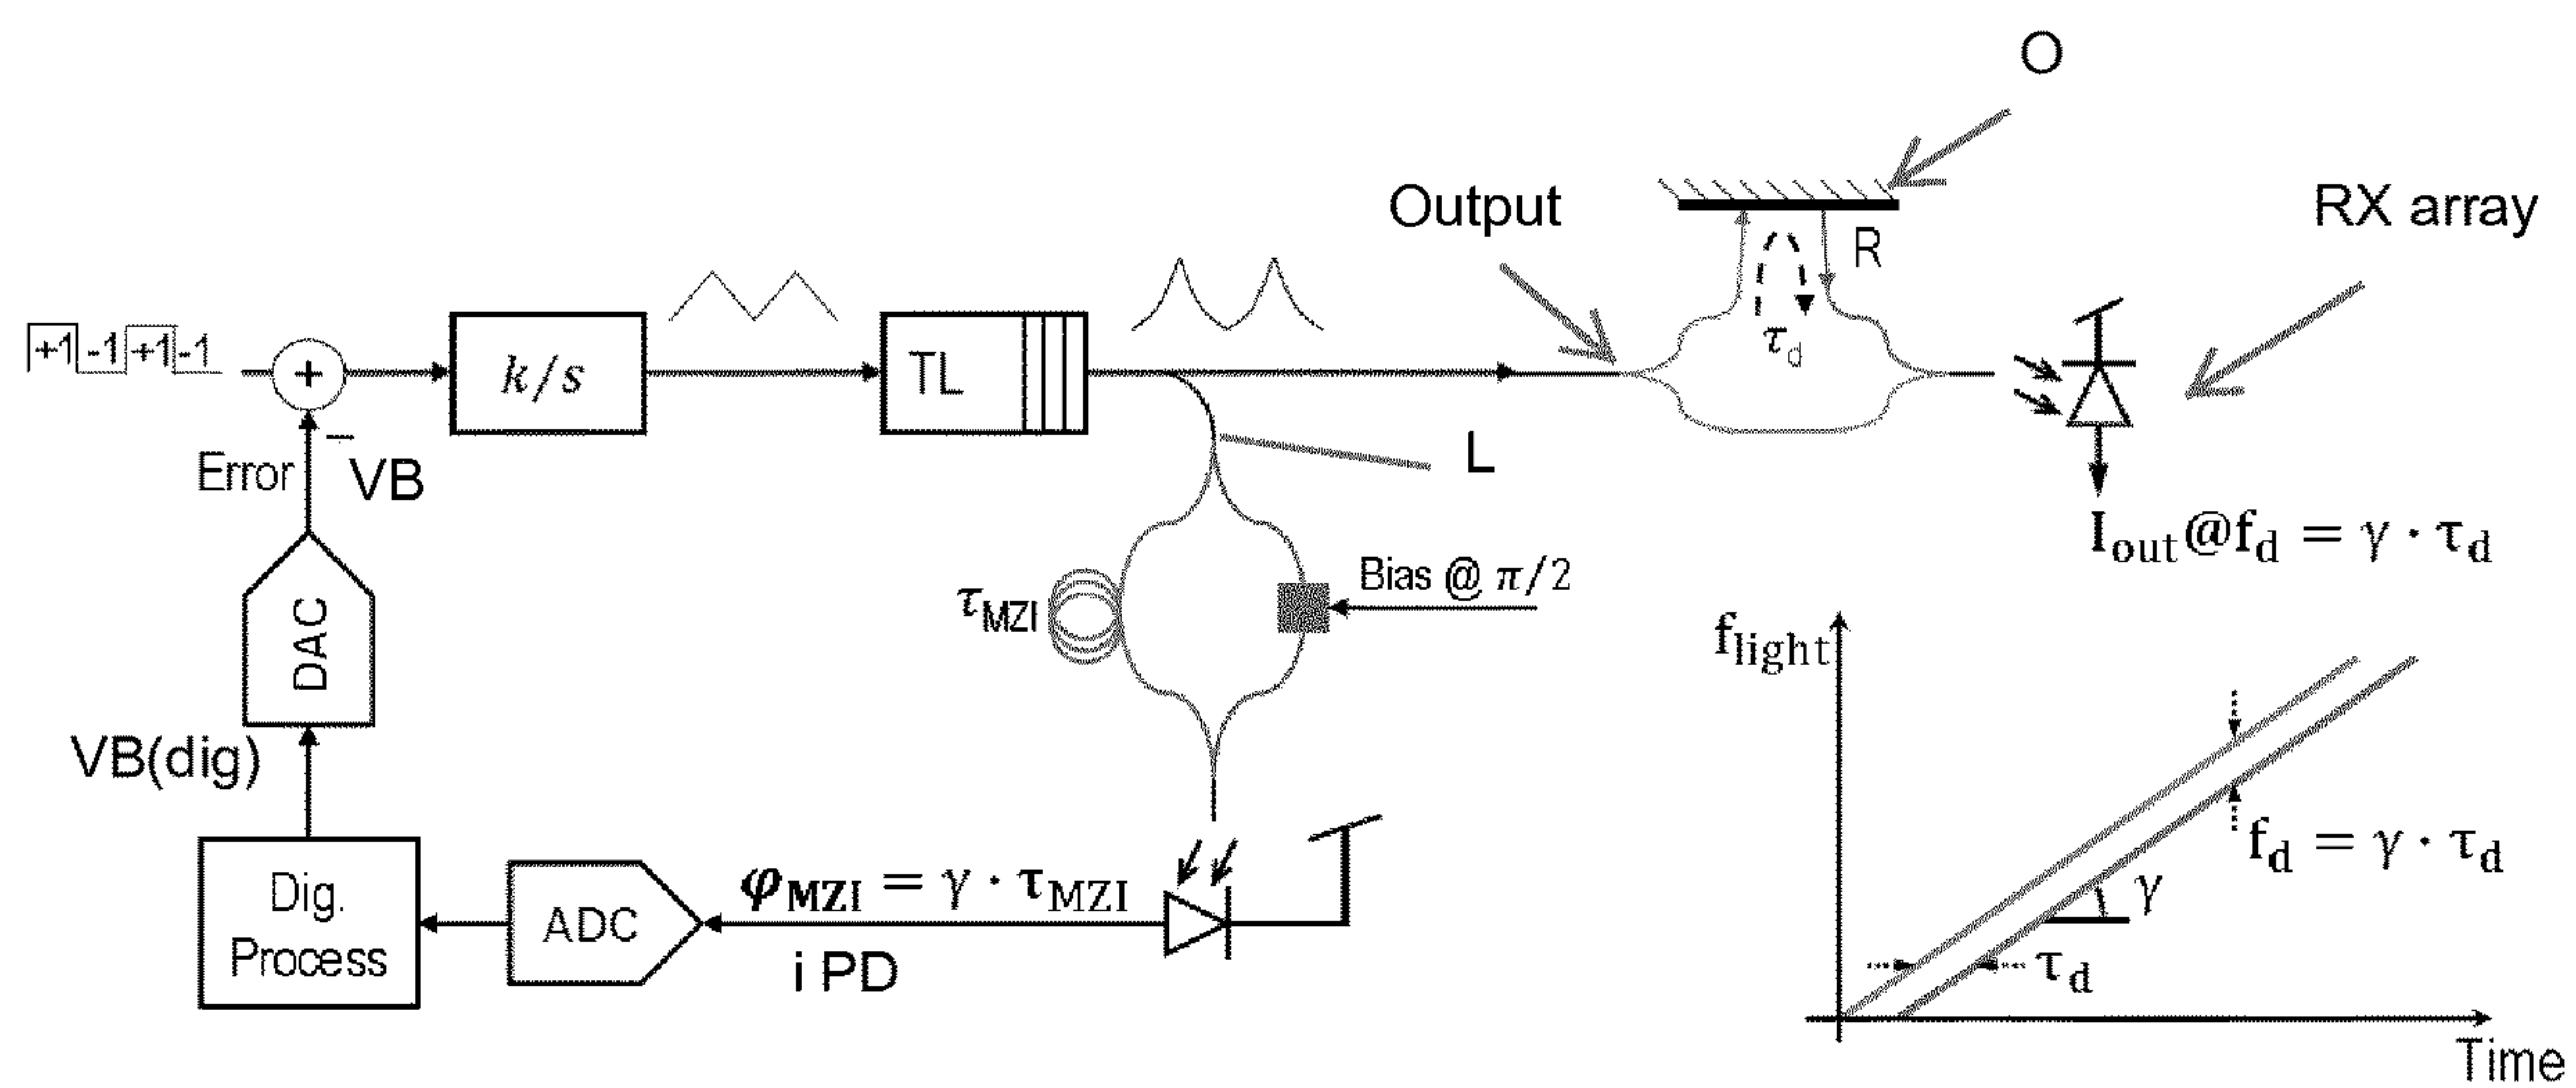 O
Output
RX array
R
τd
+1 -1 +1 -1
+
k/s
TL
−
Error
VB
L
Iout@fd = γ · τd
DAC
τMZI
Bias @ π/2
flight
VB(dig)
fd = γ · τd
γ
φMZI = γ · τMZI
Dig.
Process
ADC
i PD
τd
Time